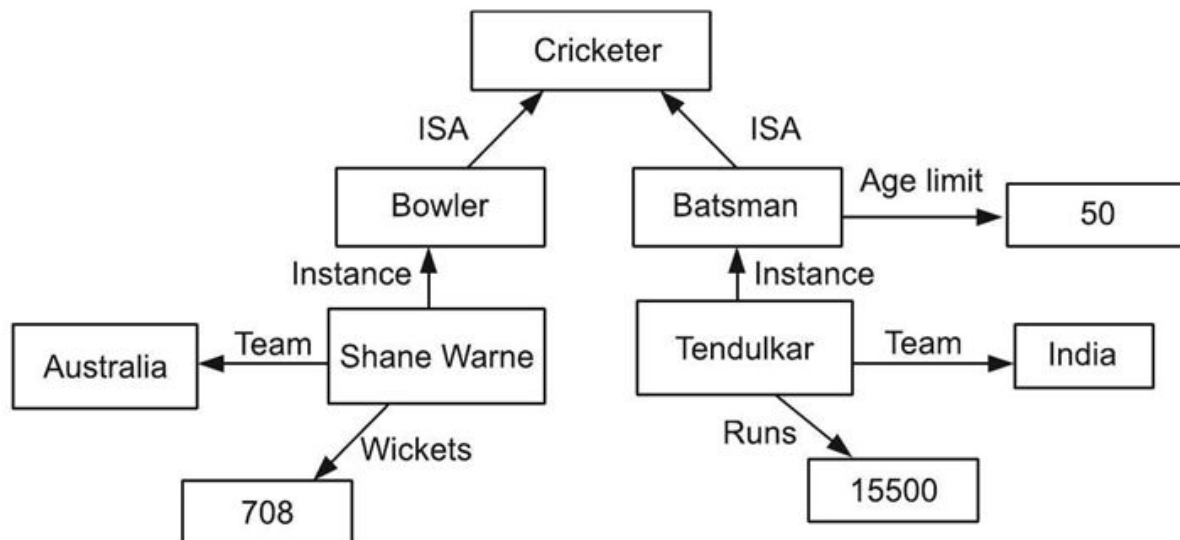 Cricketer
ISA
ISA
Bowler
Batsman
Age limit
50
Instance
Instance
Australia
Team
Shane Warne
Tendulkar
Team
India
Wickets
Runs
708
15500